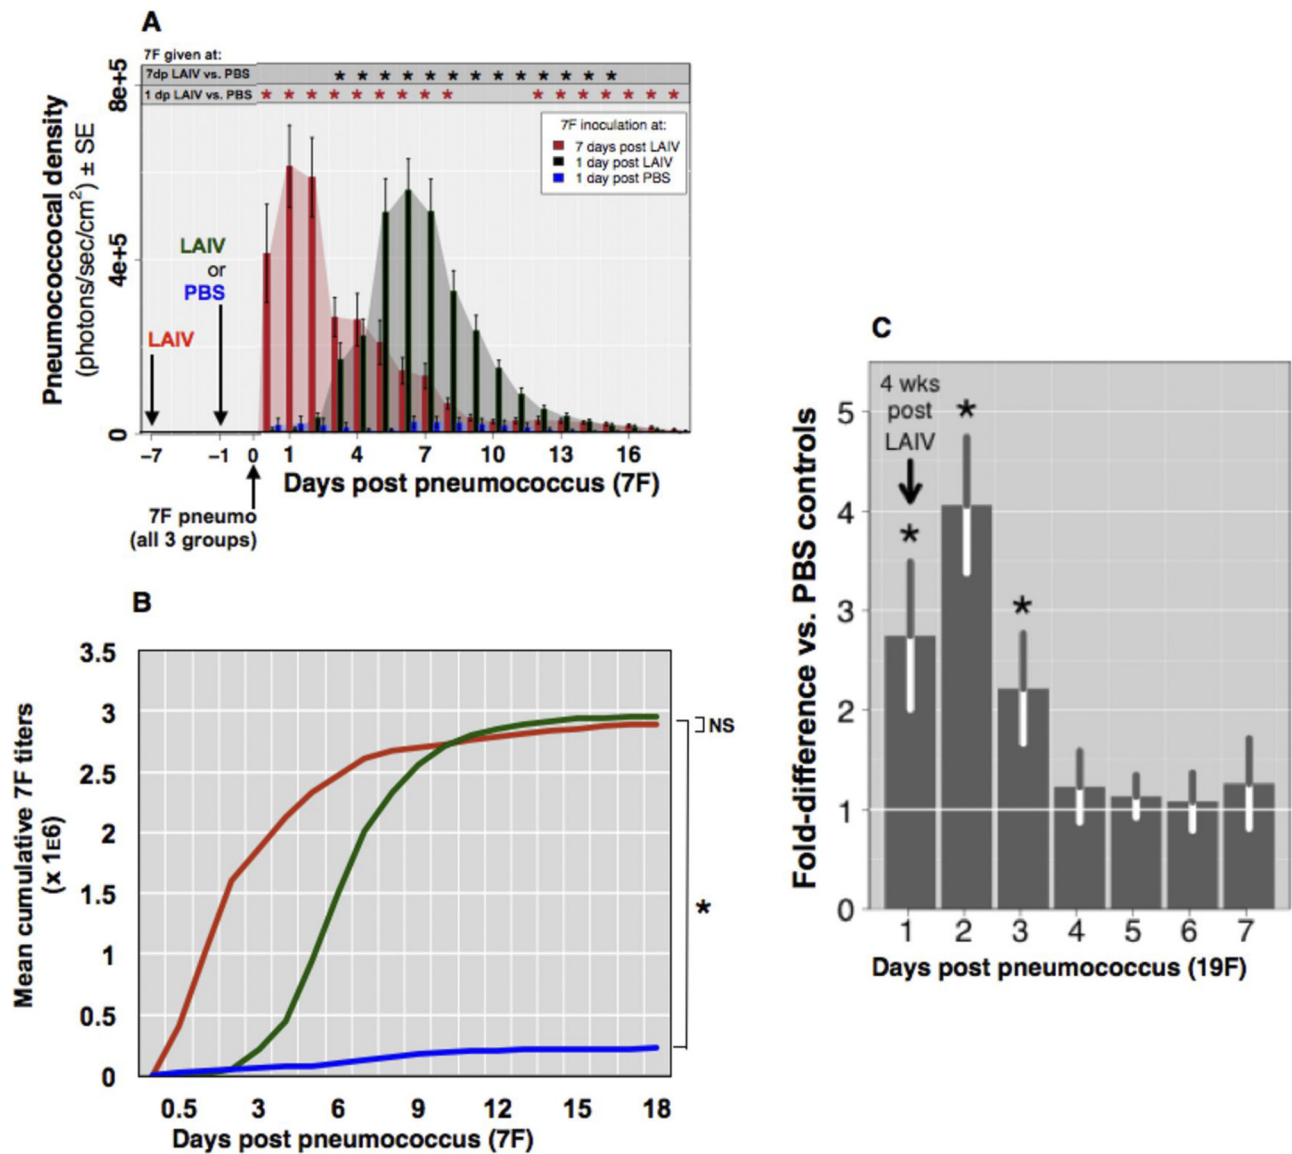 A
7F given at:
7dp LAIV vs. PBS * * * * * * * * * * * * *
1 dp LAIV vs. PBS * * * * * * * * * * * * * * * *
Pneumococcal density
(photons/sec/cm²) ± SE
8e+5
4e+5
0
7F inoculation at:
7 days post LAIV
1 day post LAIV
1 day post PBS
LAIV
or
PBS
LAIV
−7 −1 0 1 4 7 10 13 16
Days post pneumococcus (7F)
7F pneumo
(all 3 groups)
B
Mean cumulative 7F titers
(x 1E6)
3.5
3
2.5
2
1.5
1
0.5
0
NS
*
0.5 3 6 9 12 15 18
Days post pneumococcus (7F)
C
Fold-difference vs. PBS controls
5
4
3
2
1
0
4 wks
post
LAIV
* * *
1 2 3 4 5 6 7
Days post pneumococcus (19F)